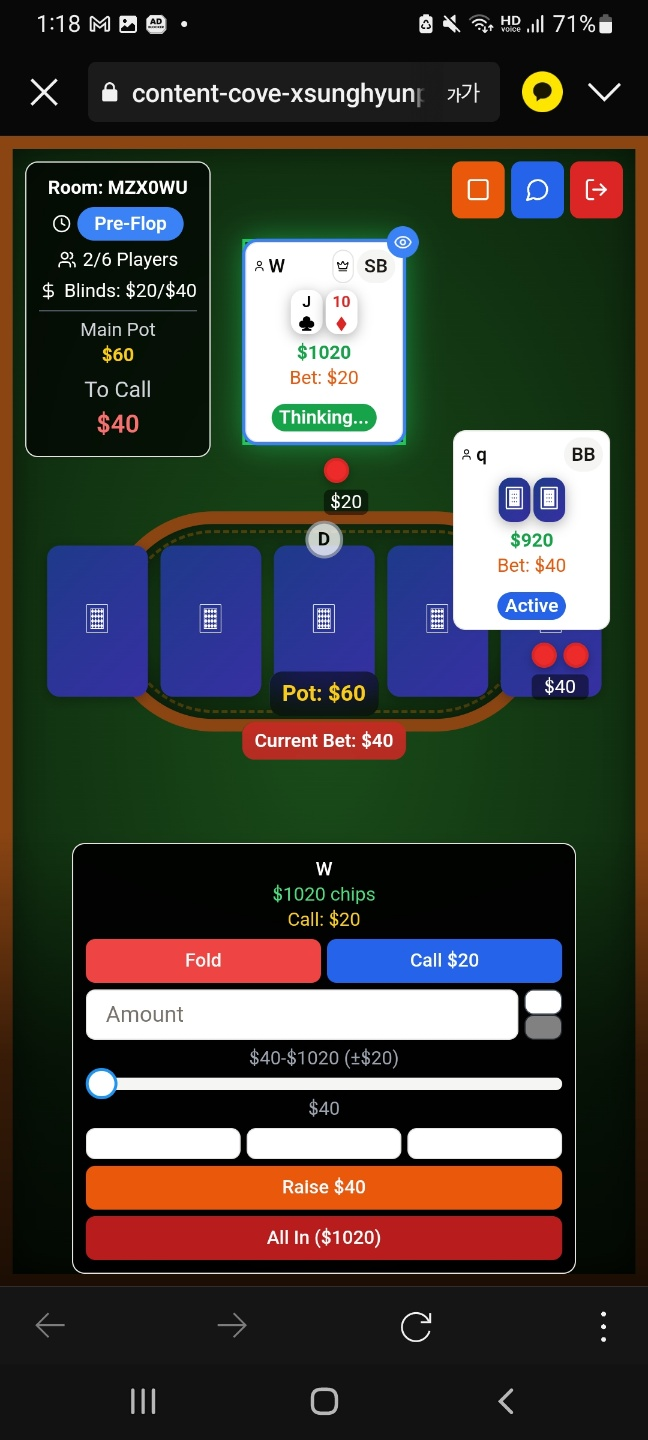 1:18
AD
HD
voice
71%
content-cove-xsunghyunp
가가
Room: MZX0WU
Pre-Flop
2/6 Players
$ Blinds: $20/$40
Main Pot
$60
To Call
$40
W
SB
J
10
$1020
Bet: $20
Thinking...
$20
q
BB
$920
Bet: $40
Active
$40
D
Pot: $60
Current Bet: $40
W
$1020 chips
Call: $20
Fold
Call $20
Amount
$40-$1020 (±$20)
$40
Raise $40
All In ($1020)